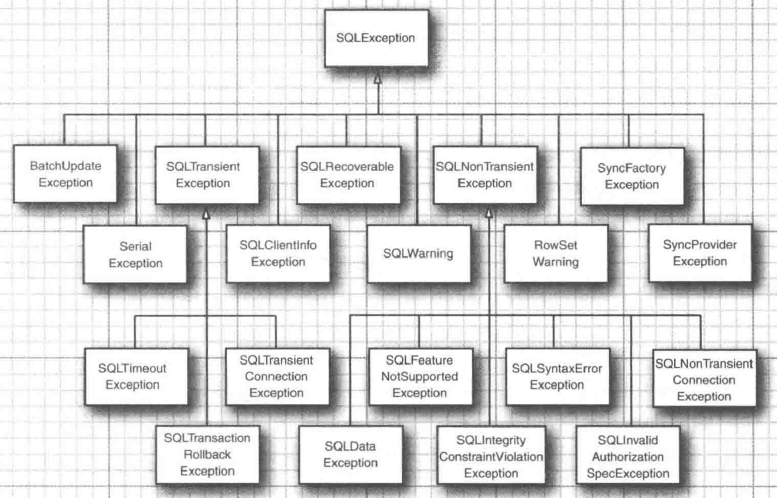 SQLException
BatchUpdate
Exception
SQLTransient
Exception
SQLRecoverable
Exception
SQLNonTransient
Exception
SyncFactory
Exception
Serial
Exception
SQLClientInfo
Exception
SQLWarning
RowSet
Warning
SyncProvider
Exception
SQLTimeout
Exception
SQLTransient
Connection
Exception
SQLFeature
NotSupported
Exception
SQLSyntaxError
Exception
SQLNonTransient
Connection
Exception
SQLTransaction
Rollback
Exception
SQLData
Exception
SQLIntegrity
ConstraintViolation
Exception
SQLInvalid
Authorization
SpecException